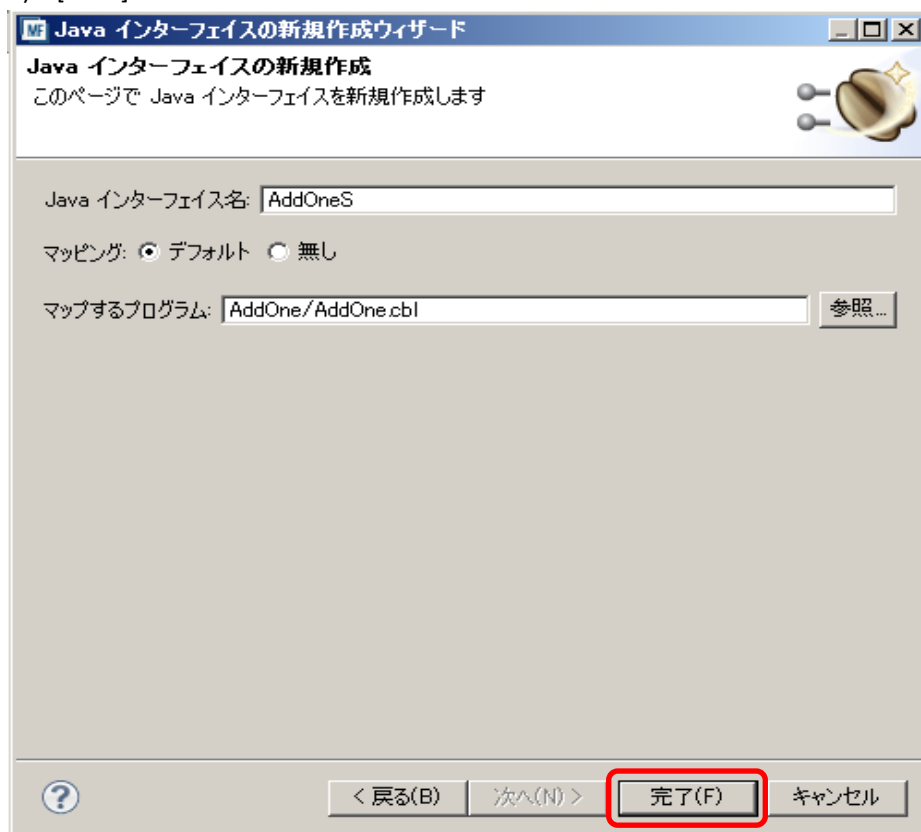 MF Java インターフェイスの新規作成ウィザード
Java インターフェイスの新規作成
このページで Java インターフェイスを新規作成します
Java インターフェイス名: AddOneS
マッピング: デフォルト 無し
マップするプログラム: AddOne/AddOne.cbl 参照...
? < 戻る(B) 次へ(N) > 完了(F) キャンセル